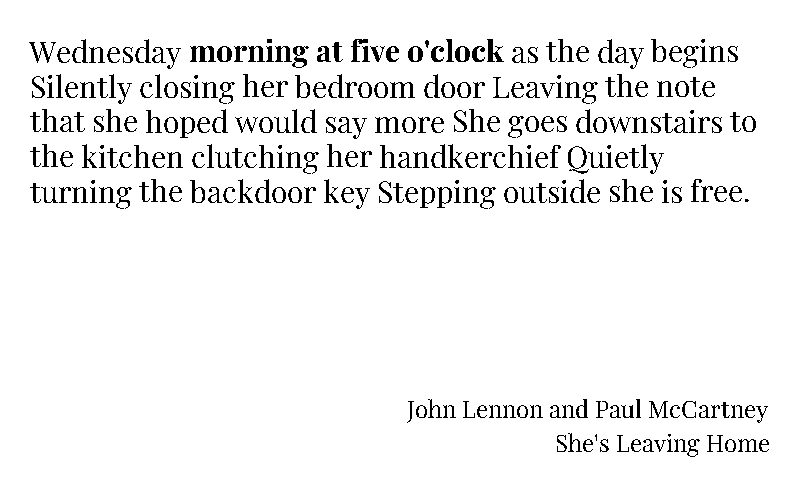 Wednesday morning at five o'clock as the day begins
Silently closing her bedroom door Leaving the note
that she hoped would say more She goes downstairs to
the kitchen clutching her handkerchief Quietly
turning the backdoor key Stepping outside she is free.
John Lennon and Paul McCartney
She's Leaving Home